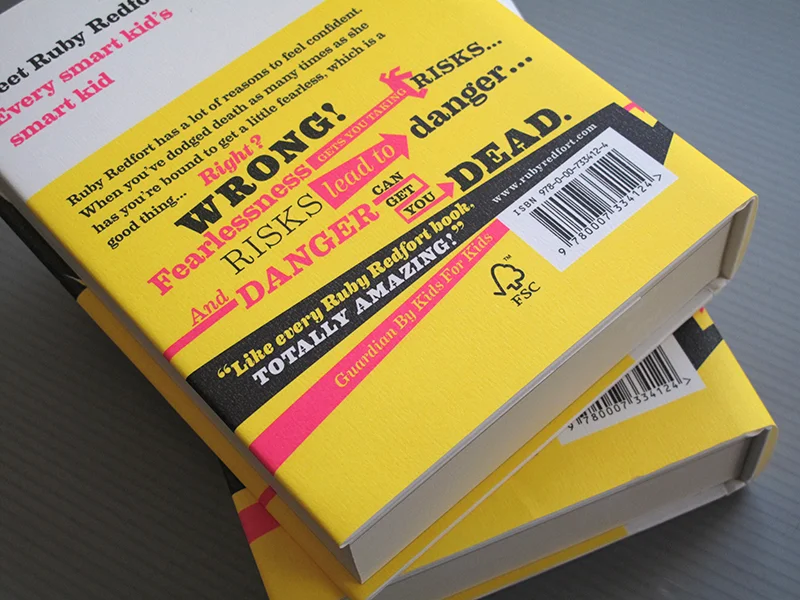 eet Ruby Redfor
Every smart kid's
smart kid
Ruby Redfort has a lot of reasons to feel confident.
When you've dodged death as many times as she
has you're bound to get a little fearless, which is a
good thing...
Right?
WRONG!
Fearlessness GETS YOU TAKING RISKS...
RISKS lead to danger...
And DANGER CAN GET YOU DEAD.
"Like every Ruby Redfort book,
TOTALLY AMAZING!"
Guardian By Kids For Kids
www.rubyredfort.com
ISBN 978-0-00-733412-4
9 780007 334124 >
™
FSC
9 780007 334124 >